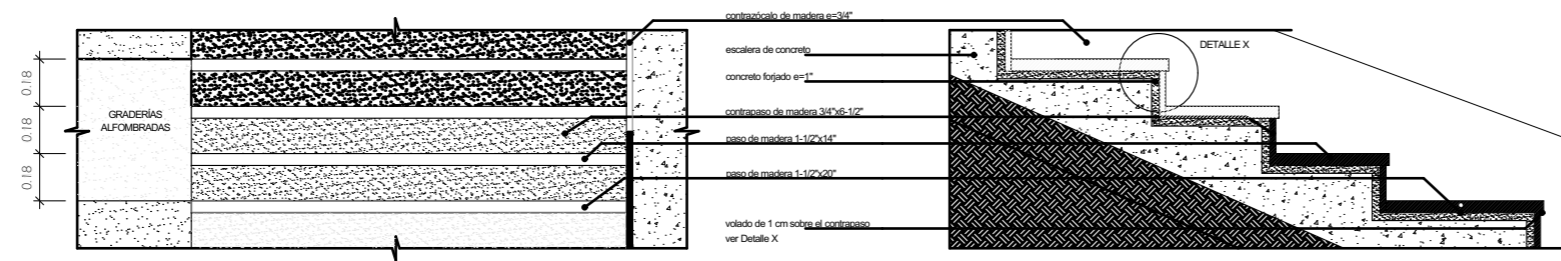 0.18
0.18
0.18
GRADERÍAS
ALFOMBRADAS
contrazócalo de madera e=3/4"
escalera de concreto
concreto forjado e=1"
contrapaso de madera 3/4"x6-1/2"
paso de madera 1-1/2"x14"
paso de madera 1-1/2"x20"
volado de 1 cm sobre el contrapaso
ver Detalle X
DETALLE X